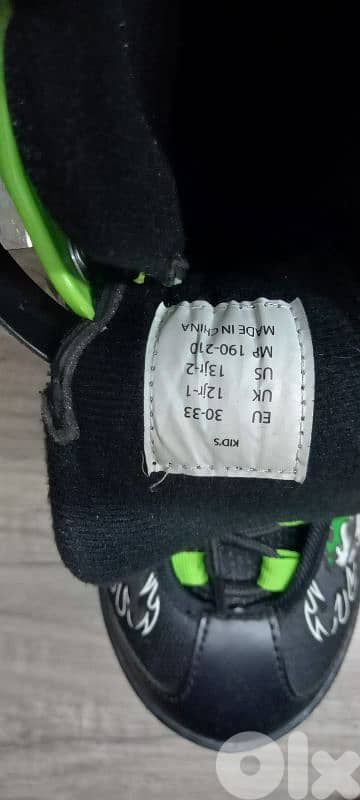 KID'S
EU 30-33
UK 12jr-1
US 13jr-2
MP 190-210
MADE IN CHINA
olx